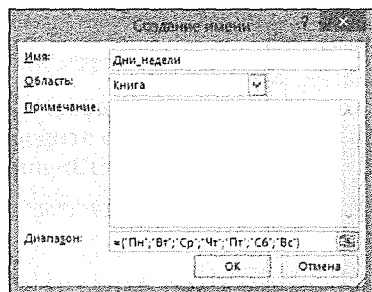 Создание имени ? ×
Имя: Дни_недели
Область: Книга
Примечание:
Диапазон: ={"Пн";"Вт";"Ср";"Чт";"Пт";"Сб";"Вс"}
ОК Отмена